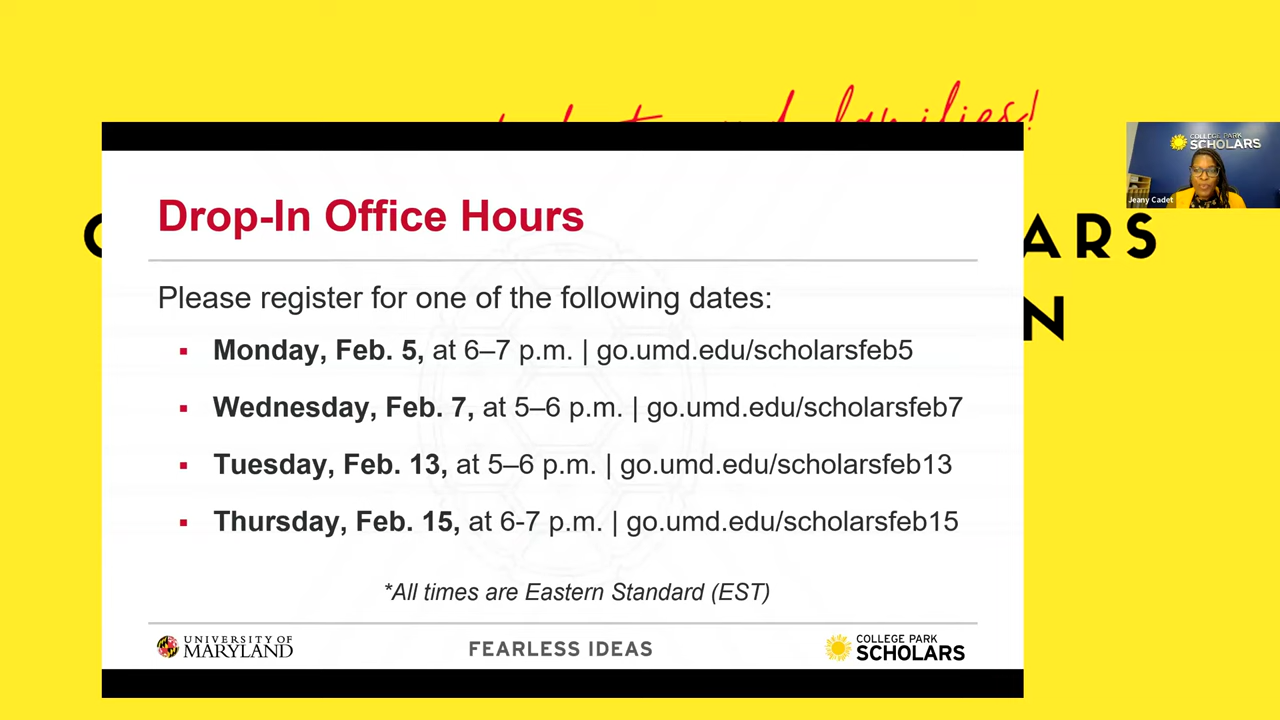 families!
COLLEGE PARK
SCHOLARS
Jeany Cadet
ARS
N
Drop-In Office Hours
Please register for one of the following dates:
▪ Monday, Feb. 5, at 6–7 p.m. | go.umd.edu/scholarsfeb5
▪ Wednesday, Feb. 7, at 5–6 p.m. | go.umd.edu/scholarsfeb7
▪ Tuesday, Feb. 13, at 5–6 p.m. | go.umd.edu/scholarsfeb13
▪ Thursday, Feb. 15, at 6-7 p.m. | go.umd.edu/scholarsfeb15
*All times are Eastern Standard (EST)
UNIVERSITY OF
MARYLAND
FEARLESS IDEAS
COLLEGE PARK
SCHOLARS